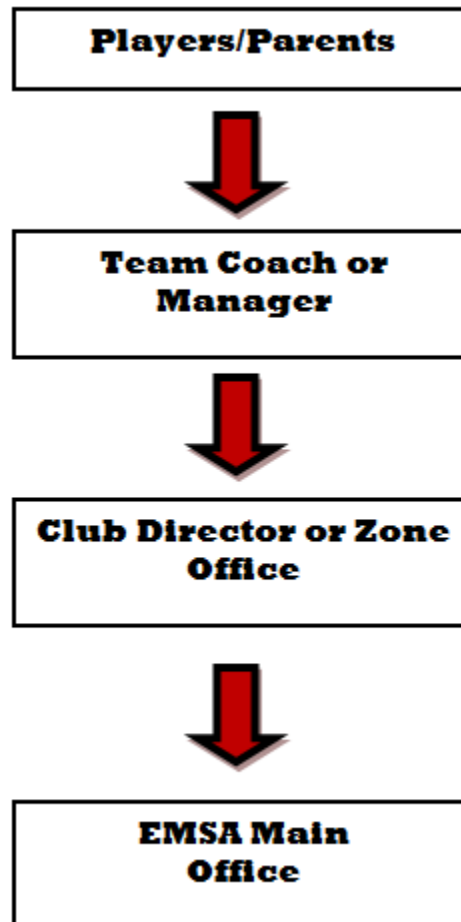 Players/Parents
Team Coach or
Manager
Club Director or Zone
Office
EMSA Main
Office